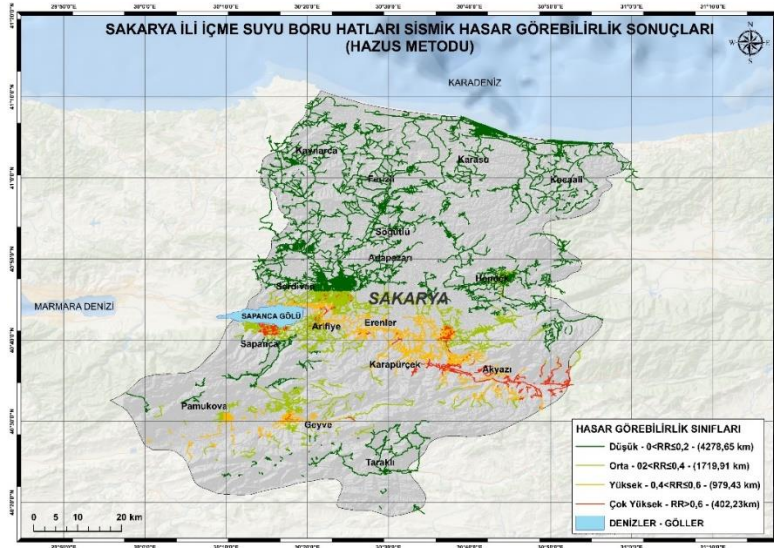 SAKARYA İLİ İÇME SUYU BORU HATLARI SİSMİK HASAR GÖREBİLİRLİK SONUÇLARI
(HAZUS METODU)
N
W E
S
KARADENİZ
Kaynarca
Karasu
Ferizli
Kocaali
Söğütlü
Adapazarı
Hendek
Serdivan
SAKARYA
MARMARA DENİZİ
SAPANCA GÖLÜ
Arifiye
Erenler
Sapanca
Karapürçek
Akyazı
Pamukova
Geyve
Taraklı
HASAR GÖREBİLİRLİK SINIFLARI
Düşük - 0<RR≤0,2 - (4278,65 km)
Orta - 02<RR≤0,4 - (1719,91 km)
Yüksek - 0,4<RR≤0,6 - (979,43 km)
Çok Yüksek - RR>0,6 - (402,23km)
DENİZLER - GÖLLER
0 5 10 20 km